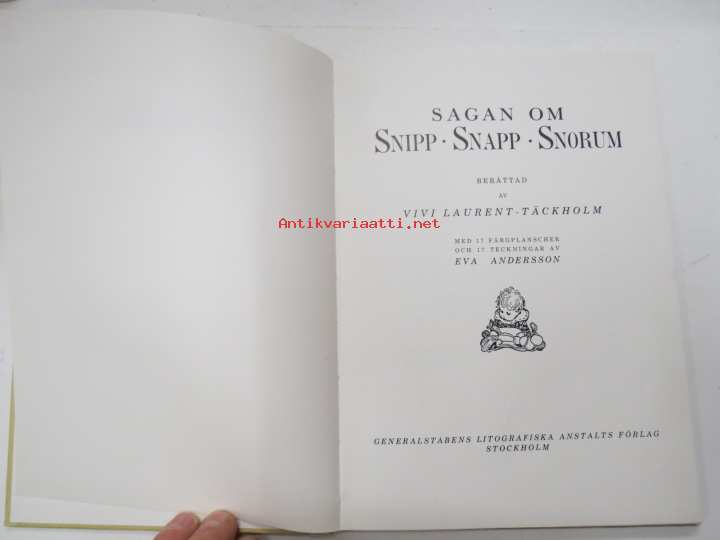 SAGAN OM
SNIPP · SNAPP · SNORUM
BERÄTTAD
AV
VIVI LAURENT-TÄCKHOLM
Antikvariaatti.net
MED 17 FÄRGPLANSCHER
OCH 17 TECKNINGAR AV
EVA ANDERSSON
GENERALSTABENS LITOGRAFISKA ANSTALTS FÖRLAG
STOCKHOLM